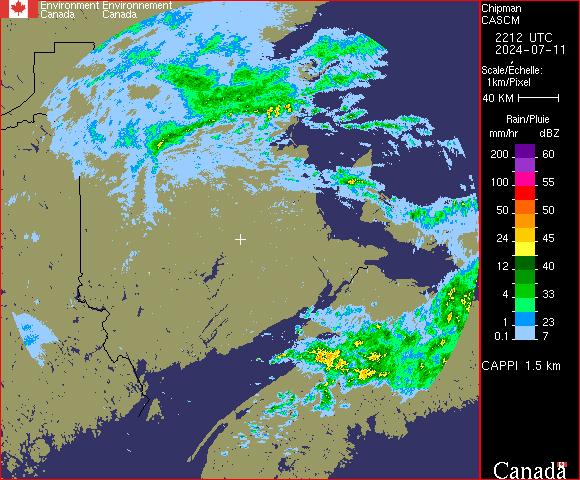 Environment Environnement
Canada Canada
Chipman
CASCM
2212 UTC
2024-07-11
Scale/Echelle:
1km/Pixel
40 KM
Rain/Pluie
mm/hr dBZ
200 60
100 55
50 50
24 45
12 40
4 33
1 23
0.1 7
CAPPI 1.5 km
Canada